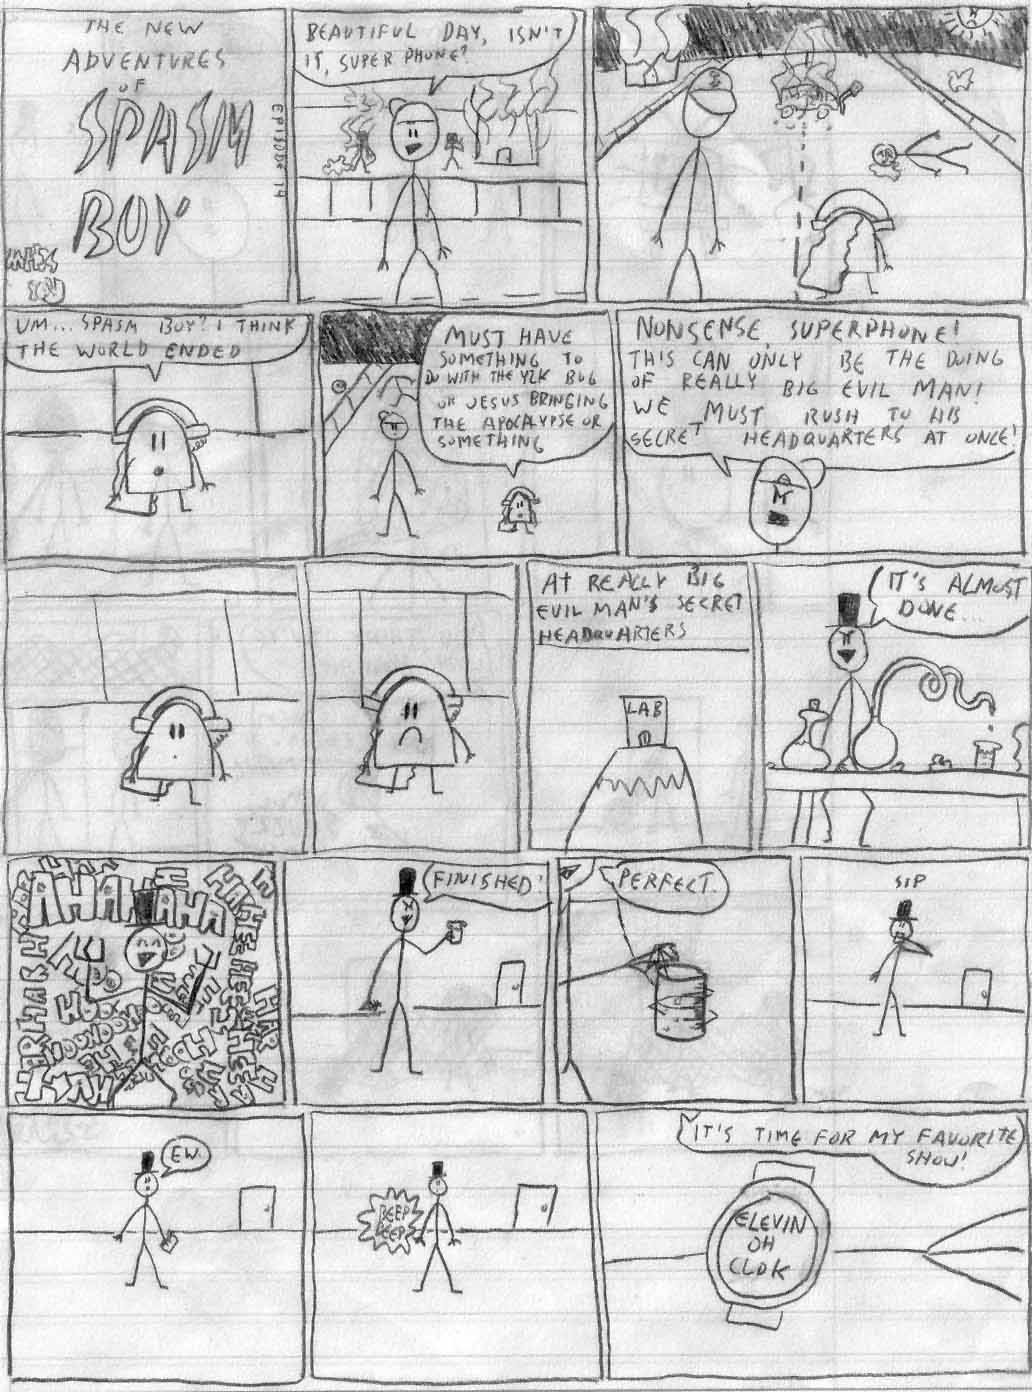 THE NEW
ADVENTURES
OF
SPASM
BOY
EPISODE 14
BEAUTIFUL DAY, ISN'T
IT, SUPER PHONE?
UM... SPASM BOY? I THINK
THE WORLD ENDED
MUST HAVE
SOMETHING TO
DO WITH THE Y2K BUG
OR JESUS BRINGING
THE APOCALYPSE OR
SOMETHING
NONSENSE, SUPERPHONE!
THIS CAN ONLY BE THE DOING
OF REALLY BIG EVIL MAN!
WE MUST RUSH TO HIS
SECRET HEADQUARTERS AT ONCE!
AT REALLY BIG
EVIL MAN'S SECRET
HEADQUARTERS
LAB
IT'S ALMOST
DONE...
AHAHAHAHA
HAR HAR HAR
FINISHED!
PERFECT.
SIP
EW.
BEEP
BEEP
IT'S TIME FOR MY FAVORITE
SHOW!
ELEVIN
OH
CLOK